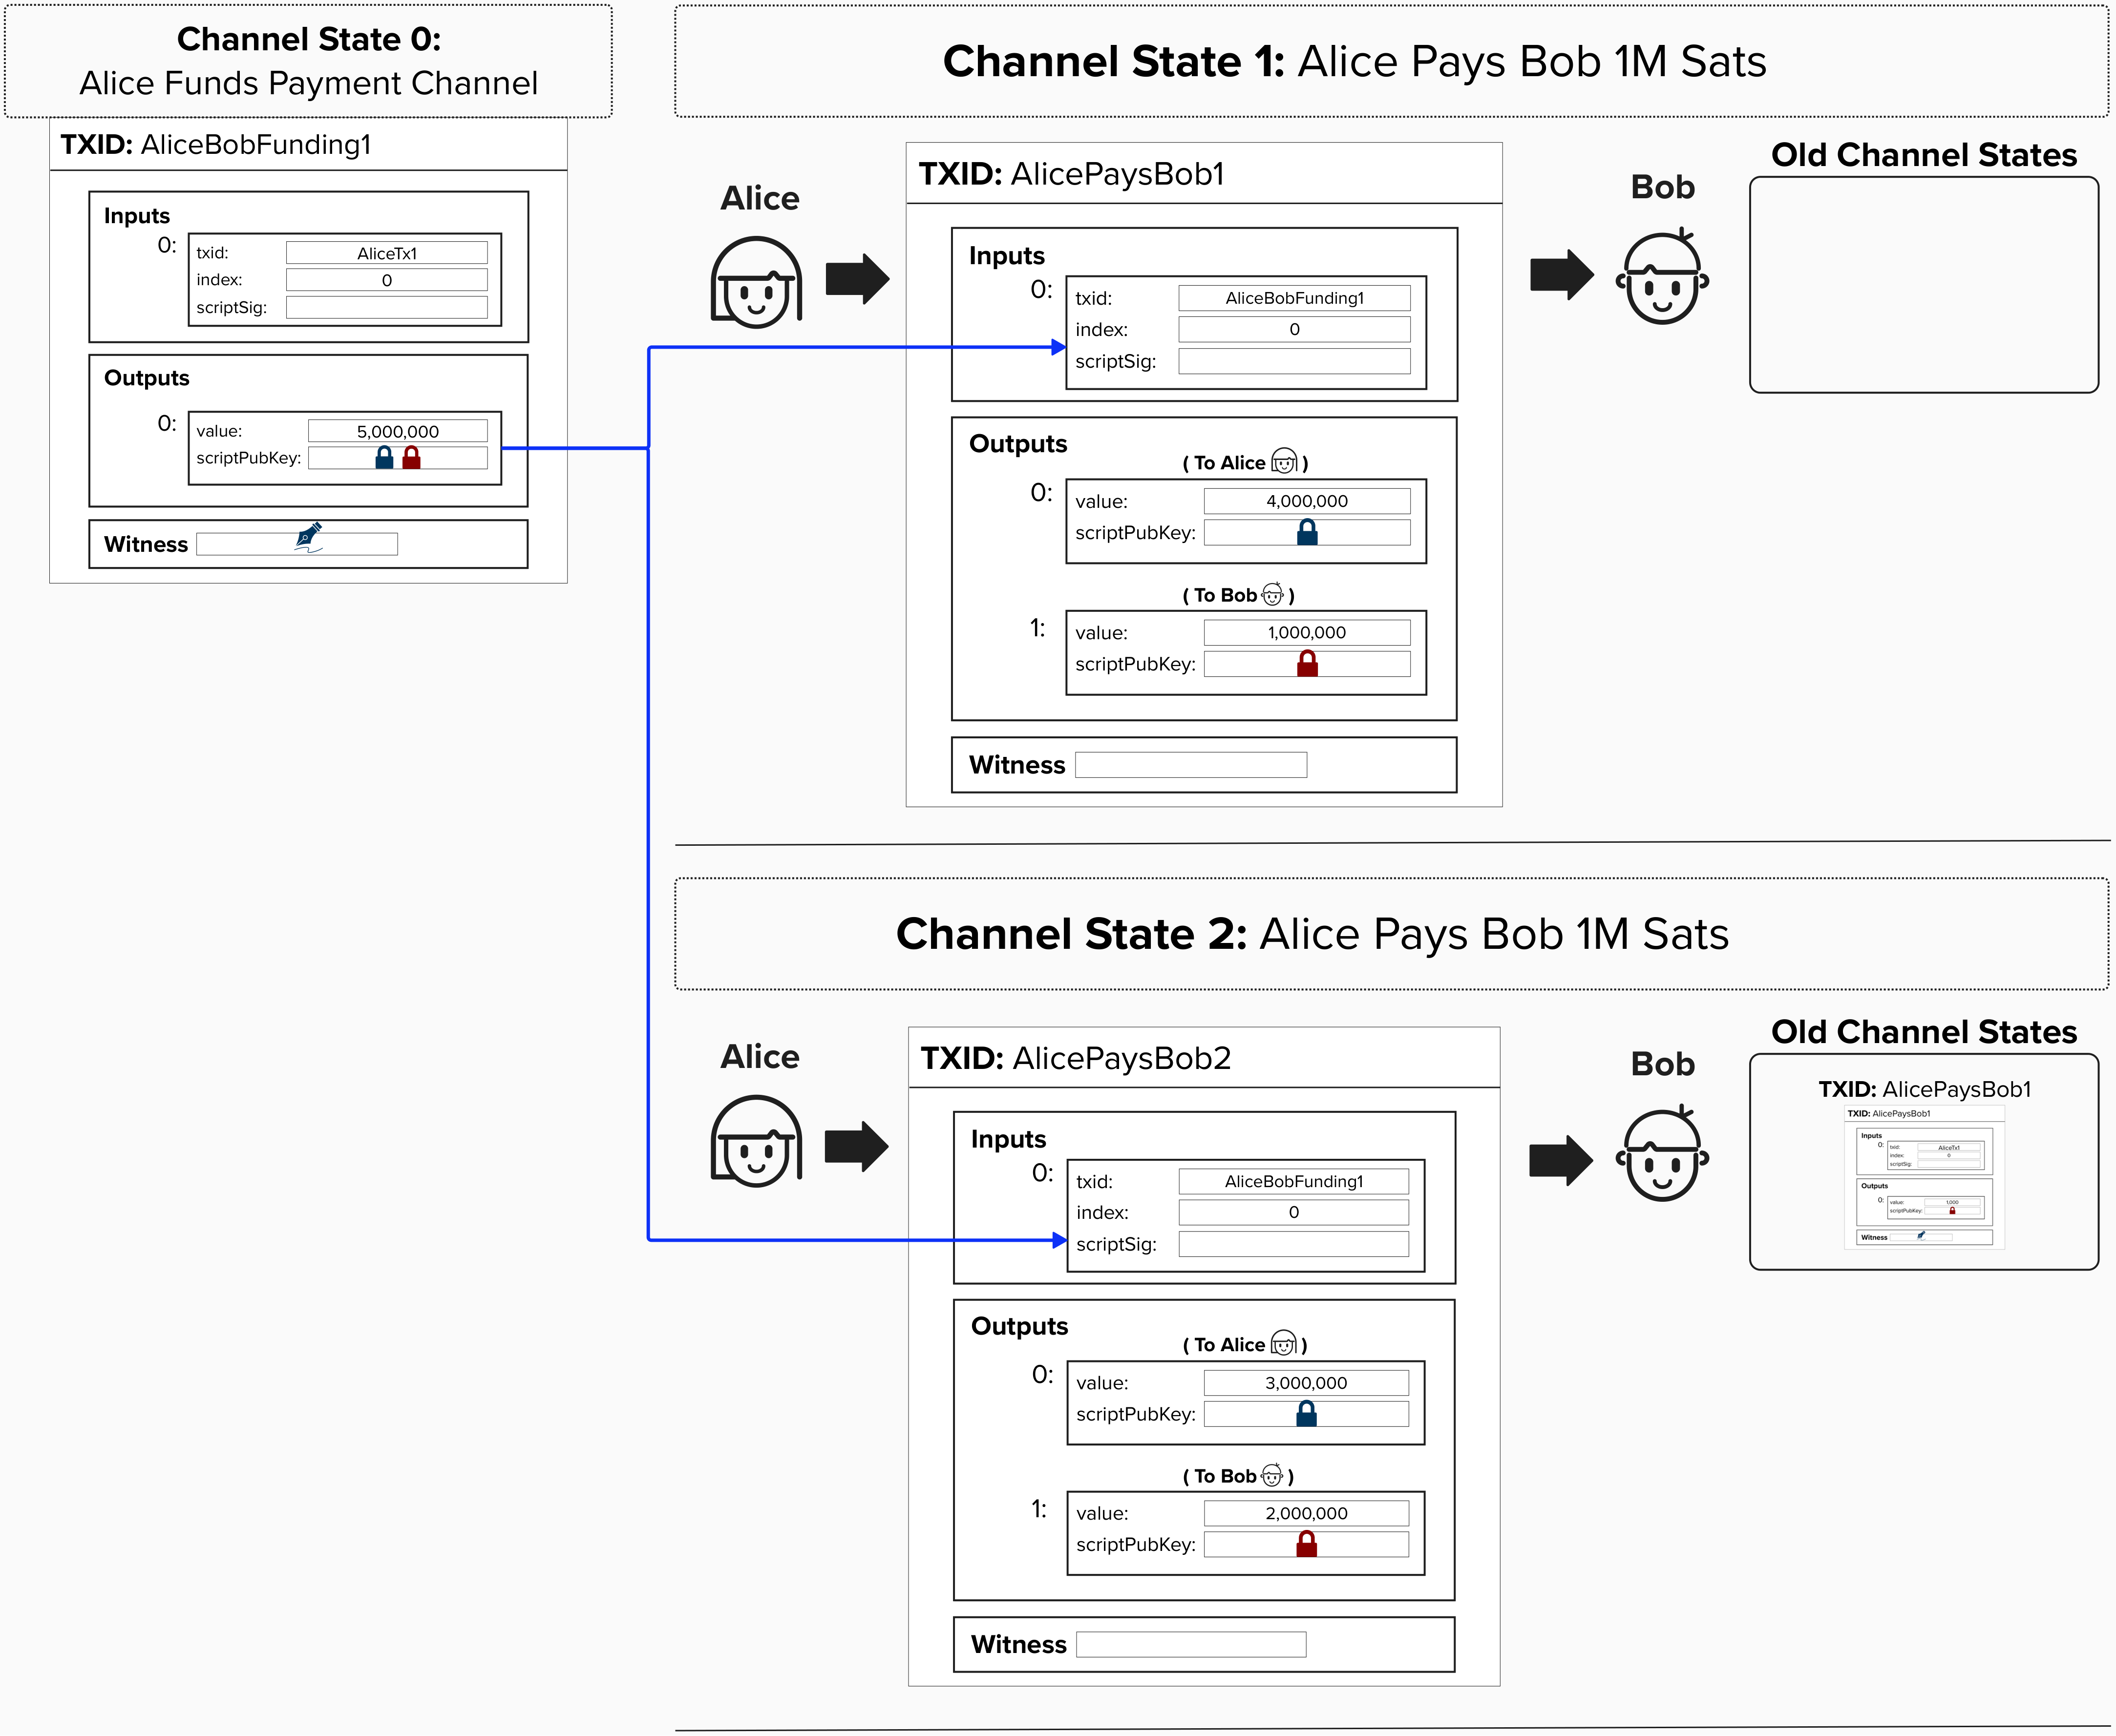 Channel State 0:
Alice Funds Payment Channel
TXID: AliceBobFunding1
Inputs
0:
txid: AliceTx1
index: 0
scriptSig:
Outputs
0:
value: 5,000,000
scriptPubKey:
Witness
Channel State 1: Alice Pays Bob 1M Sats
Alice
TXID: AlicePaysBob1
Inputs
0:
txid: AliceBobFunding1
index: 0
scriptSig:
Outputs
( To Alice )
0:
value: 4,000,000
scriptPubKey:
( To Bob )
1:
value: 1,000,000
scriptPubKey:
Witness
Bob
Old Channel States
Channel State 2: Alice Pays Bob 1M Sats
Alice
TXID: AlicePaysBob2
Inputs
0:
txid: AliceBobFunding1
index: 0
scriptSig:
Outputs
( To Alice )
0:
value: 3,000,000
scriptPubKey:
( To Bob )
1:
value: 2,000,000
scriptPubKey:
Witness
Bob
Old Channel States
TXID: AlicePaysBob1
TXID: AlicePaysBob1
Inputs
0:
txid: AliceTx1
index: 0
scriptSig:
Outputs
0:
value: 1,000
scriptPubKey:
Witness